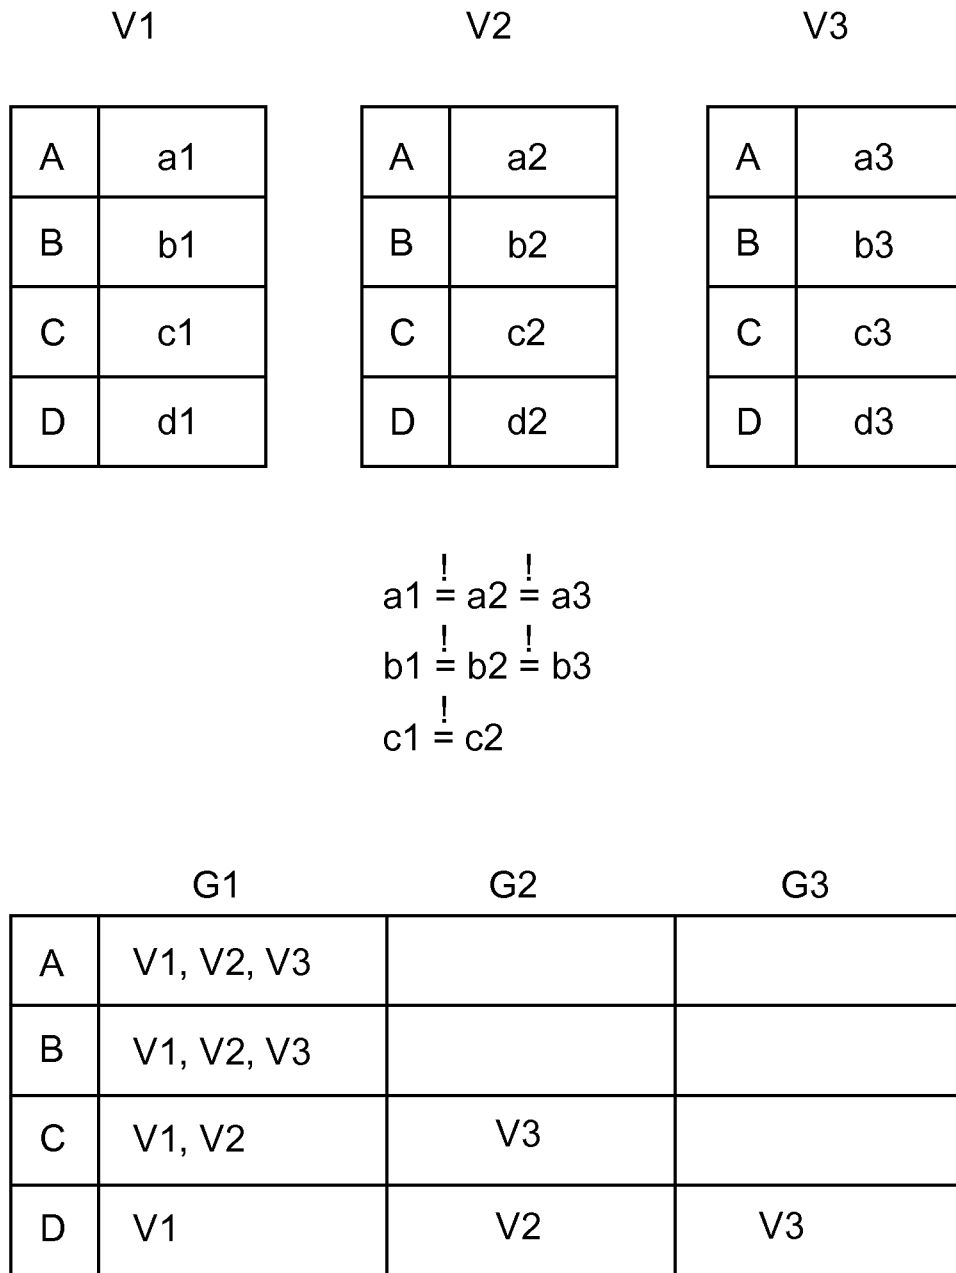 V1 V2 V3
A a1 A a2 A a3
B b1 B b2 B b3
C c1 C c2 C c3
D d1 D d2 D d3
! !
a1 = a2 = a3
! !
b1 = b2 = b3
!
c1 = c2
G1 G2 G3
A V1, V2, V3
B V1, V2, V3
C V1, V2 V3
D V1 V2 V3